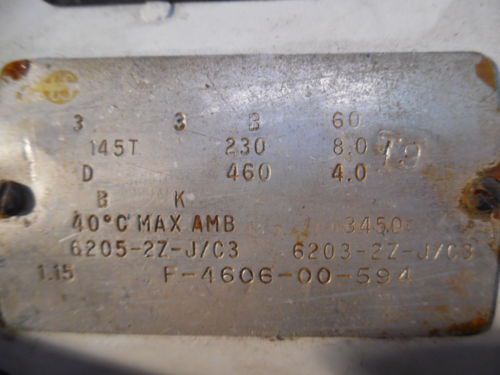 3 3 B 60
145T 230 8.0
D 460 4.0
B K
40°C MAX AMB 3450
6205-2Z-J/C3 6203-2Z-J/C3
1.15 F-4606-00-594